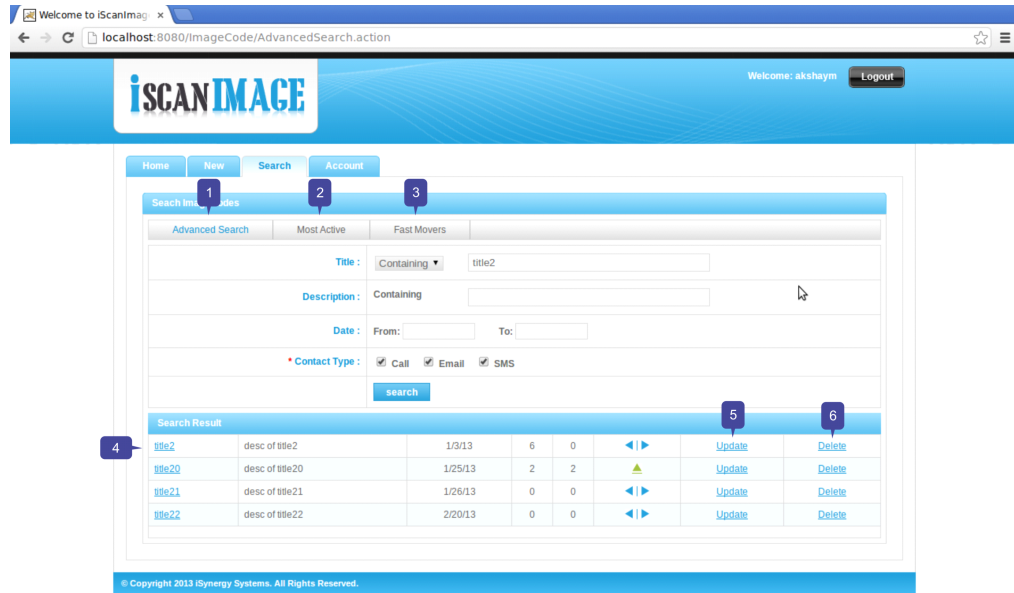 Welcome to iScanImag
localhost:8080/ImageCode/AdvancedSearch.action
iSCANIMAGE
Welcome: akshaym Logout
Home New Search Account
1 2 3
Seach
Advanced Search Most Active Fast Movers
Title : Containing title2
Description : Containing
Date : From: To:
* Contact Type : Call Email SMS
search
5 6
Search Result
4 title2 desc of title2 1/3/13 6 0 Update Delete
title20 desc of title20 1/25/13 2 2 Update Delete
title21 desc of title21 1/26/13 0 0 Update Delete
title22 desc of title22 2/20/13 0 0 Update Delete
© Copyright 2013 iSynergy Systems. All Rights Reserved.